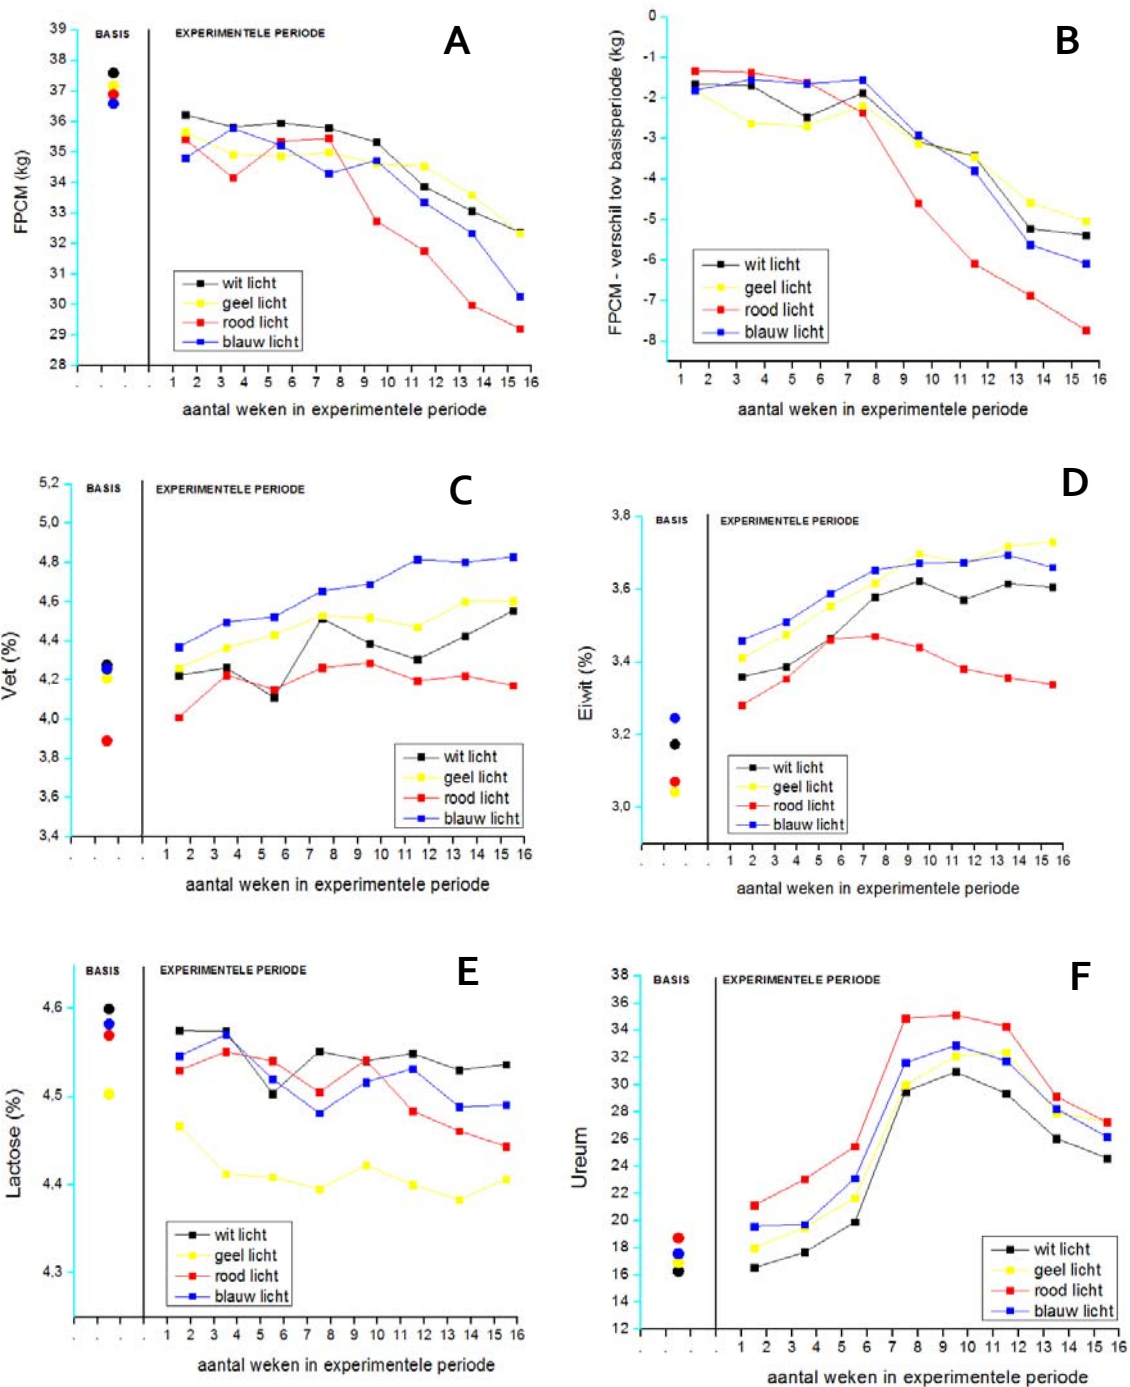 A
BASIS EXPERIMENTELE PERIODE
39
38
37
36
35
34
33
32
31
30
29
28
FPCM (kg)
wit licht
geel licht
rood licht
blauw licht
1 2 3 4 5 6 7 8 9 10 11 12 13 14 15 16
aantal weken in experimentele periode
B
0
-1
-2
-3
-4
-5
-6
-7
-8
FPCM - verschil tov basisperiode (kg)
wit licht
geel licht
rood licht
blauw licht
1 2 3 4 5 6 7 8 9 10 11 12 13 14 15 16
aantal weken in experimentele periode
C
BASIS EXPERIMENTELE PERIODE
5,2
5,0
4,8
4,6
4,4
4,2
4,0
3,8
3,6
3,4
Vet (%)
wit licht
geel licht
rood licht
blauw licht
1 2 3 4 5 6 7 8 9 10 11 12 13 14 15 16
aantal weken in experimentele periode
D
BASIS EXPERIMENTELE PERIODE
3,8
3,6
3,4
3,2
3,0
Eiwit (%)
wit licht
geel licht
rood licht
blauw licht
1 2 3 4 5 6 7 8 9 10 11 12 13 14 15 16
aantal weken in experimentele periode
E
BASIS EXPERIMENTELE PERIODE
4,6
4,5
4,4
4,3
Lactose (%)
wit licht
geel licht
rood licht
blauw licht
1 2 3 4 5 6 7 8 9 10 11 12 13 14 15 16
aantal weken in experimentele periode
F
BASIS EXPERIMENTELE PERIODE
38
36
34
32
30
28
26
24
22
20
18
16
14
12
Ureum
wit licht
geel licht
rood licht
blauw licht
1 2 3 4 5 6 7 8 9 10 11 12 13 14 15 16
aantal weken in experimentele periode